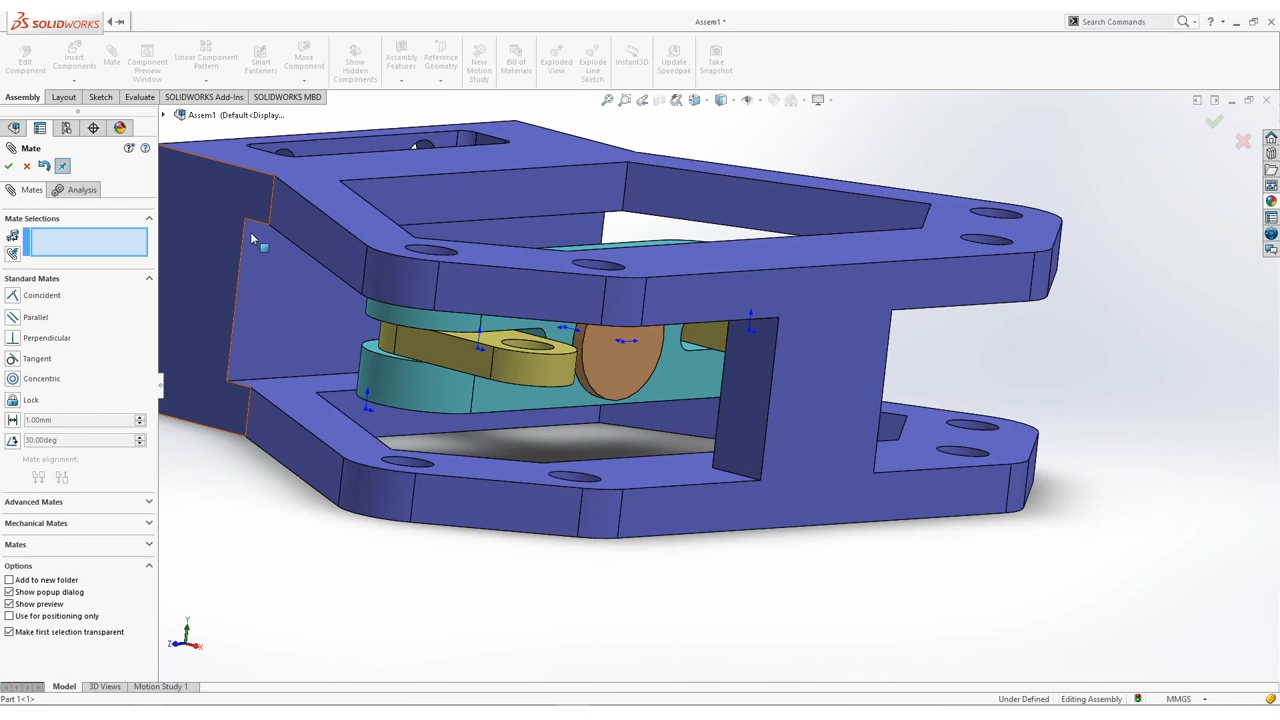 SOLIDWORKS
Assem1 *
Search Commands
?
Edit Component
Insert Components
Mate
Component Preview Window
Linear Component Pattern
Smart Fasteners
Move Component
Show Hidden Components
Assembly Features
Reference Geometry
New Motion Study
Bill of Materials
Exploded View
Explode Line Sketch
Instant3D
Update Speedpak
Take Snapshot
Assembly
Layout
Sketch
Evaluate
SOLIDWORKS Add-Ins
SOLIDWORKS MBD
Assem1 (Default<Display...
Mate
Mates
Analysis
Mate Selections
Standard Mates
Coincident
Parallel
Perpendicular
Tangent
Concentric
Lock
1.00mm
30.00deg
Mate alignment:
Advanced Mates
Mechanical Mates
Mates
Options
Add to new folder
Show popup dialog
Show preview
Use for positioning only
Make first selection transparent
Y
Z
X
Model
3D Views
Motion Study 1
Part 1<1>
Under Defined
Editing Assembly
MMGS